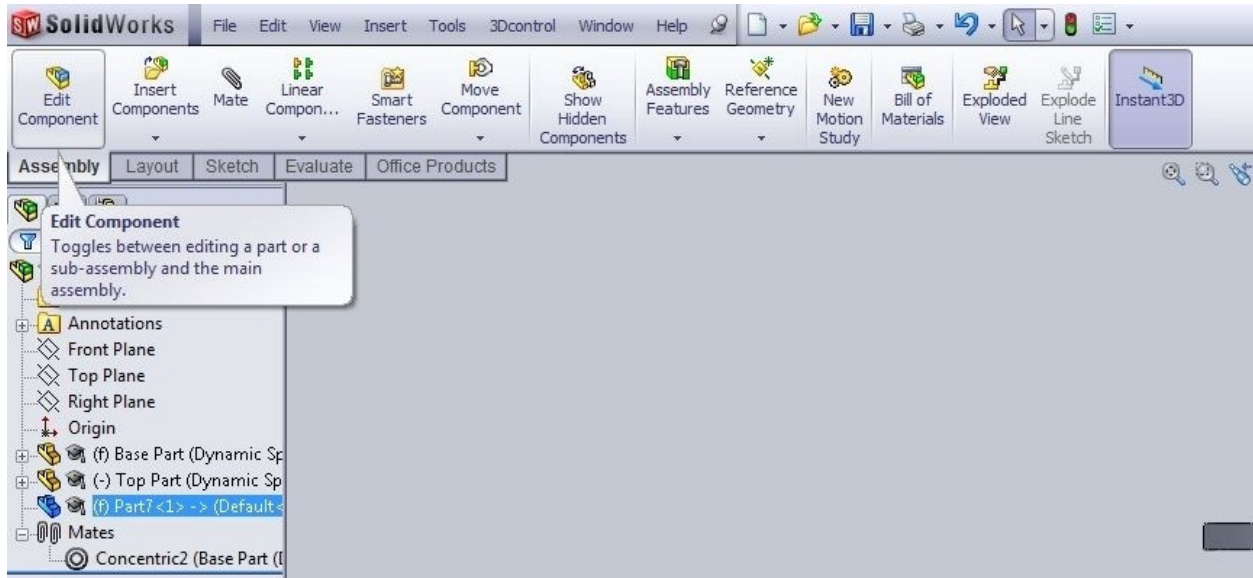 SW SolidWorks File Edit View Insert Tools 3Dcontrol Window Help
Edit Component
Insert Components
Mate
Linear Compon...
Smart Fasteners
Move Component
Show Hidden Components
Assembly Features
Reference Geometry
New Motion Study
Bill of Materials
Exploded View
Explode Line Sketch
Instant3D
Assembly Layout Sketch Evaluate Office Products
Edit Component
Toggles between editing a part or a
sub-assembly and the main
assembly.
A Annotations
Front Plane
Top Plane
Right Plane
Origin
(f) Base Part (Dynamic Sp
(-) Top Part (Dynamic Sp
(f) Part7<1> -> (Default<
Mates
Concentric2 (Base Part (D